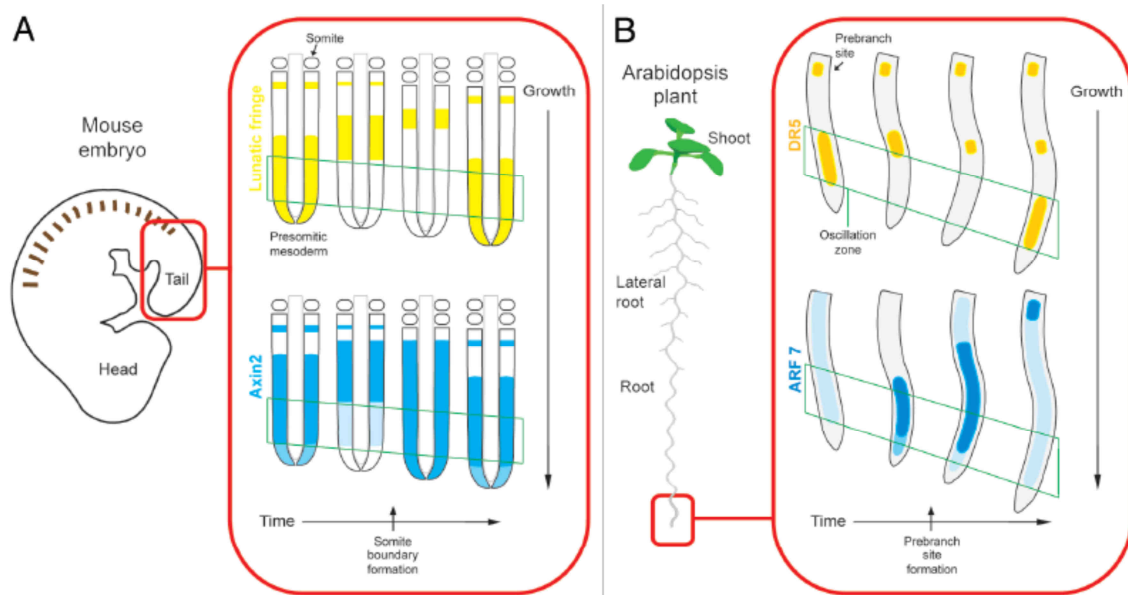 A
Mouse
embryo
Head
Tail
Somite
Lunatic fringe
Growth
Presomitic
mesoderm
Axin2
Time
Somite
boundary
formation
B
Arabidopsis
plant
Shoot
Lateral
root
Root
Prebranch
site
DR5
Growth
Oscillation
zone
ARF 7
Time
Prebranch
site
formation